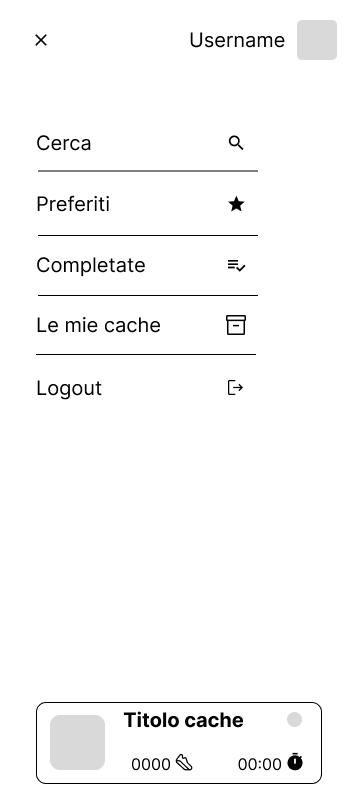 Username
Cerca
Preferiti
Completate
Le mie cache
Logout
Titolo cache
0000 00:00